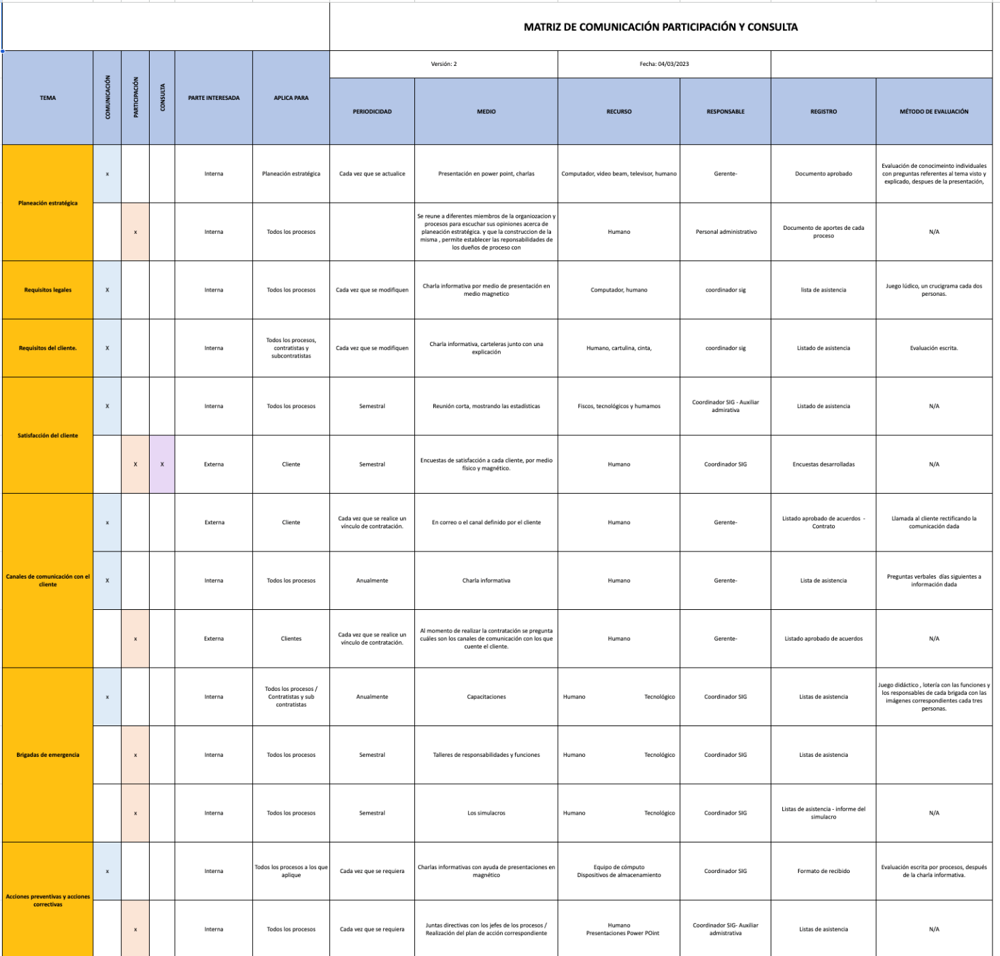 MATRIZ DE COMUNICACIÓN PARTICIPACIÓN Y CONSULTA
Versión: 2
Fecha: 04/03/2023
TEMA
COMUNICACIÓN
PARTICIPACIÓN
CONSULTA
PARTE INTERESADA
APLICA PARA
PERIODICIDAD
MEDIO
RECURSO
RESPONSABLE
REGISTRO
MÉTODO DE EVALUACIÓN
Planeación estratégica
x
Interna
Planeación estratégica
Cada vez que se actualice
Presentación en power point, charlas
Computador, video beam, televisor, humano
Gerente-
Documento aprobado
Evaluación de conocimeinto individuales
con preguntas referentes al tema visto y
explicado, despues de la presentación,
x
Interna
Todos los procesos
Se reune a diferentes miembros de la organiozacion y
procesos para escuchar sus opiniones acerca de
planeación estratégica. y que la construccion de la
misma , permite establecer las reponsabilidades de
los dueños de proceso con
Humano
Personal administrativo
Documento de aportes de cada
proceso
N/A
Requisitos legales
X
Interna
Todos los procesos
Cada vez que se modifiquen
Charla informativa por medio de presentación en
medio magnetico
Computador, humano
coordinador sig
lista de asistencia
Juego lúdico, un crucigrama cada dos
personas.
Requisitos del cliente.
X
Interna
Todos los procesos,
contratistas y
subcontratistas
Cada vez que se modifiquen
Charla informativa, carteleras junto con una
explicación
Humano, cartulina, cinta,
coordinador sig
Listado de asistencia
Evaluación escrita.
Satisfacción del cliente
X
Interna
Todos los procesos
Semestral
Reunión corta, mostrando las estadísticas
Fiscos, tecnológicos y humamos
Coordinador SIG - Auxiliar
admirativa
Listado de asistencia
N/A
X
X
Externa
Cliente
Semestral
Encuestas de satisfacción a cada cliente, por medio
físico y magnético.
Humano
Coordinador SIG
Encuestas desarrolladas
N/A
Canales de comunicación con el
cliente
x
Externa
Cliente
Cada vez que se realice un
vínculo de contratación.
En correo o el canal definido por el cliente
Humano
Gerente-
Listado aprobado de acuerdos -
Contrato
Llamada al cliente rectificando la
comunicación dada
X
Interna
Todos los procesos
Anualmente
Charla informativa
Humano
Gerente-
Lista de asistencia
Preguntas verbales días siguientes a
información dada
x
Externa
Clientes
Cada vez que se realice un
vínculo de contratación.
Al momento de realizar la contratación se pregunta
cuáles son los canales de comunicación con los que
cuente el cliente.
Humano
Gerente-
Listado aprobado de acuerdos
N/A
Brigadas de emergencia
x
Interna
Todos los procesos /
Contratistas y sub
contratistas
Anualmente
Capacitaciones
Humano Tecnológico
Coordinador SIG
Listas de asistencia
Juego didáctico , lotería con las funciones y
los responsables de cada brigada con las
imágenes correspondientes cada tres
personas.
x
Interna
Todos los procesos
Semestral
Talleres de responsabilidades y funciones
Humano Tecnológico
Coordinador SIG
Listas de asistencia
x
Interna
Todos los procesos
Semestral
Los simulacros
Humano Tecnológico
Coordinador SIG
Listas de asistencia - informe del
simulacro
N/A
Acciones preventivas y acciones
correctivas
x
Interna
Todos los procesos a los que
aplique
Cada vez que se requiera
Charlas informativas con ayuda de presentaciones en
magnético
Equipo de cómputo
Dispositivos de almacenamiento
Coordinador SIG
Formato de recibido
Evaluación escrita por procesos, después
de la charla informativa.
x
Interna
Todos los procesos
Cada vez que se requiera
Juntas directivas con los jefes de los procesos /
Realización del plan de acción correspondiente
Humano
Presentaciones Power POint
Coordinador SIG- Auxiliar
admistrativa
Listas de asistencia
N/A